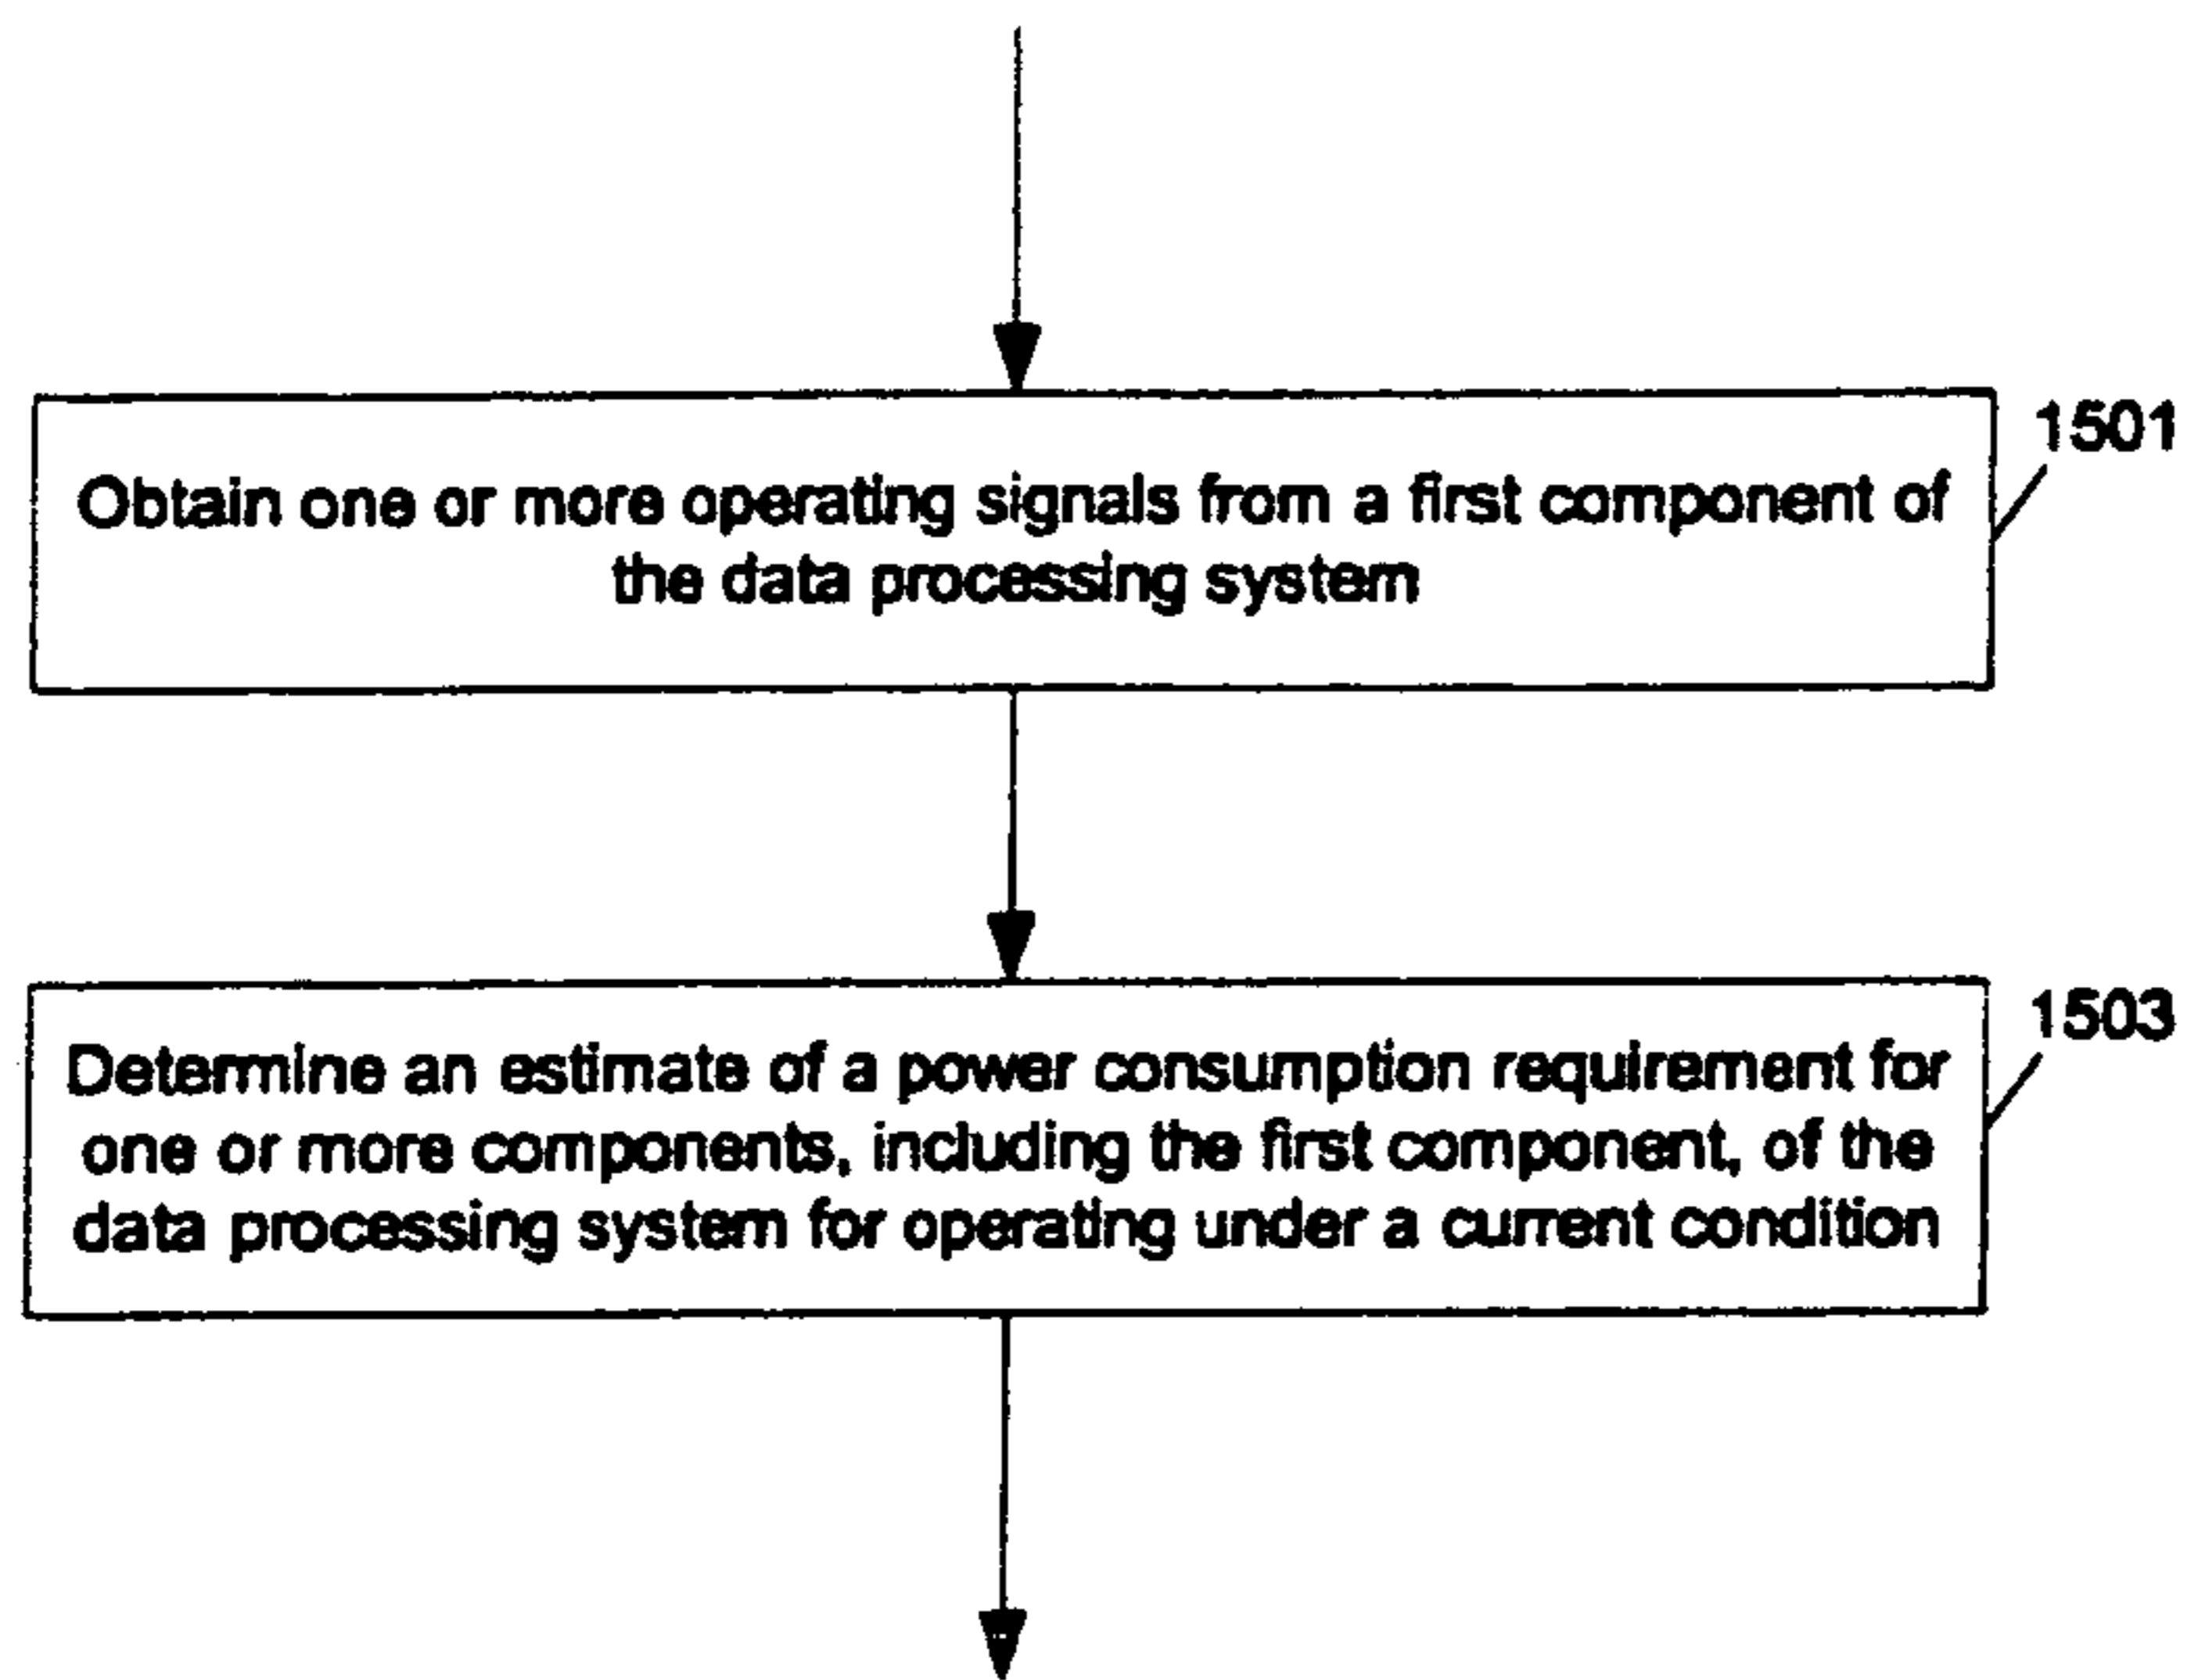 1501
Obtain one or more operating signals from a first component of
the data processing system
1503
Determine an estimate of a power consumption requirement for
one or more components, including the first component, of the
data processing system for operating under a current condition